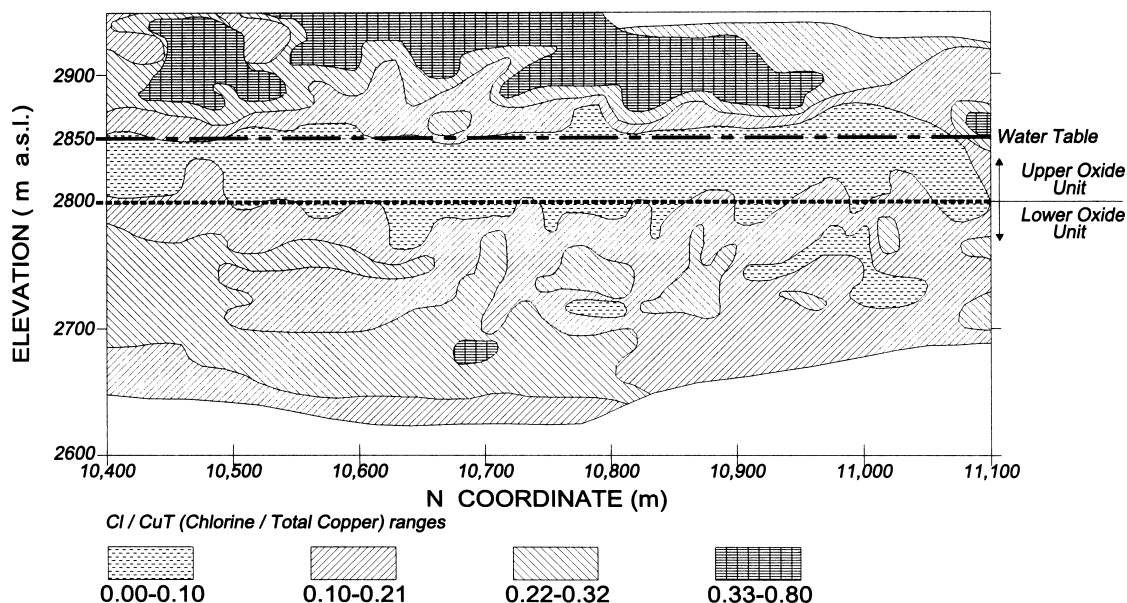 ELEVATION ( m a.s.l.)
2900
2850
2800
2700
2600
Water Table
Upper Oxide
Unit
Lower Oxide
Unit
10,400 10,500 10,600 10,700 10,800 10,900 11,000 11,100
N COORDINATE (m)
Cl / CuT (Chlorine / Total Copper) ranges
0.00-0.10 0.10-0.21 0.22-0.32 0.33-0.80